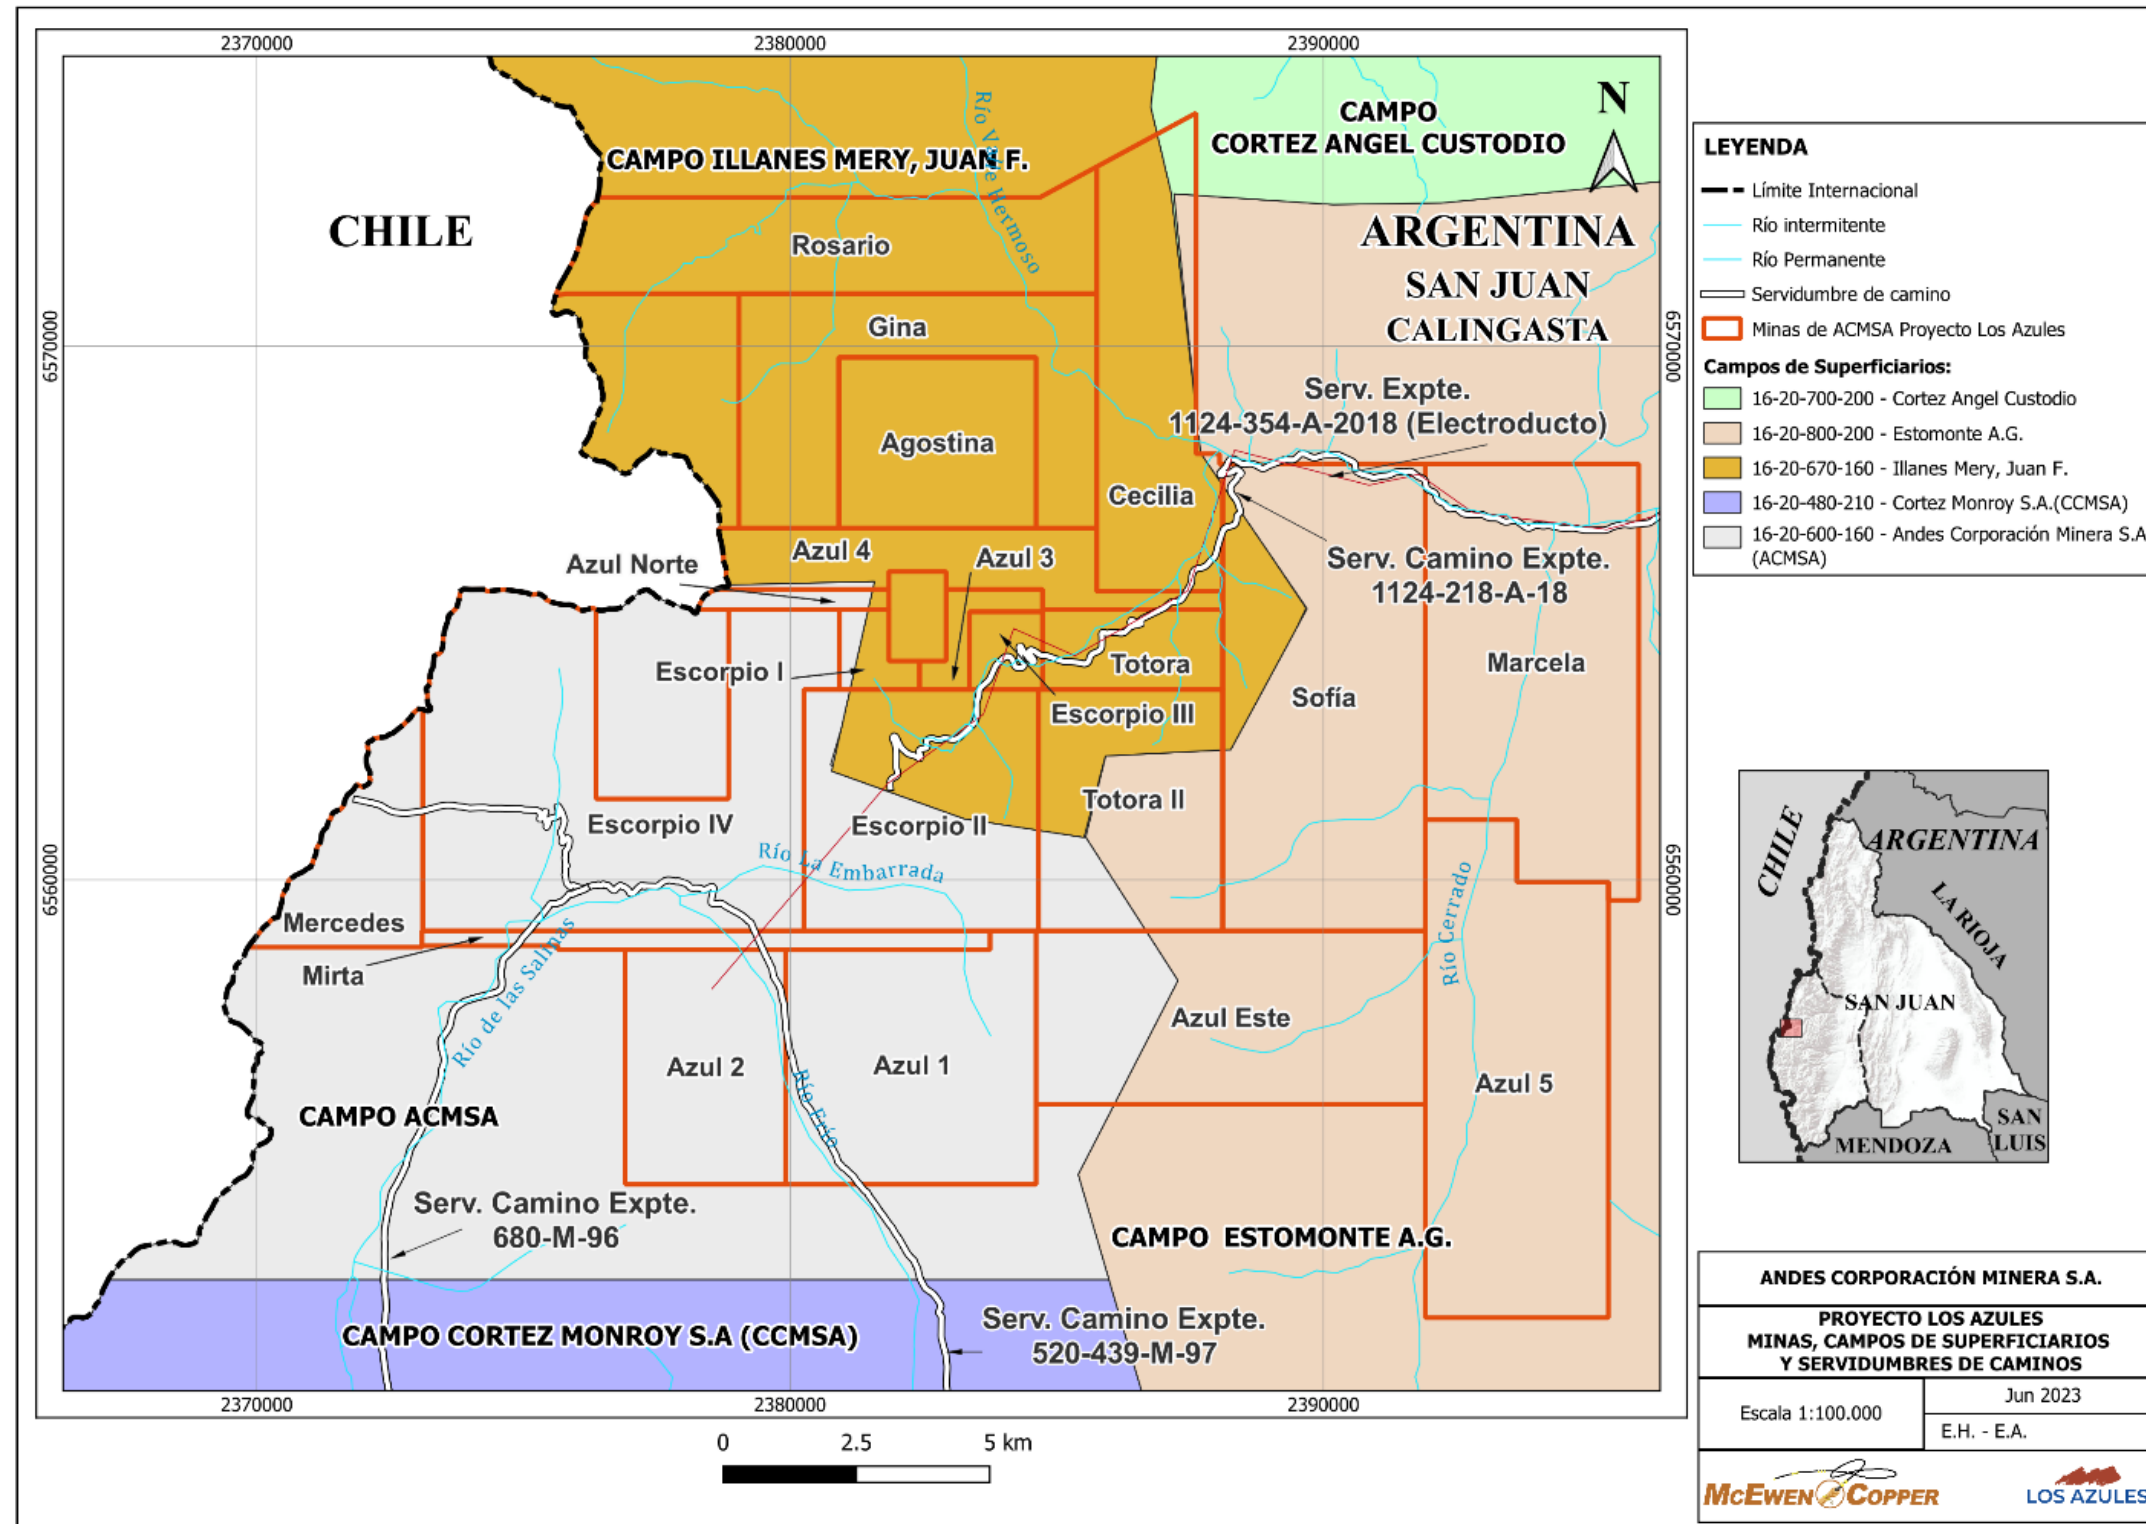 2370000
2380000
2390000
6570000
6570000
6560000
6560000
2370000
2380000
2390000
CHILE
CAMPO ILLANES MERY, JUAN F.
Río Valle Hermoso
CAMPO
CORTEZ ANGEL CUSTODIO
N
ARGENTINA
SAN JUAN
CALINGASTA
Rosario
Gina
Agostina
Cecilia
Serv. Expte.
1124-354-A-2018 (Electroducto)
Serv. Camino Expte.
1124-218-A-18
Azul Norte
Azul 4
Azul 3
Escorpio I
Totora
Escorpio III
Sofía
Marcela
Totora II
Escorpio IV
Escorpio II
Río La Embarrada
Río Cerrado
Mercedes
Mirta
Río de las Salinas
Azul Este
Azul 2
Azul 1
Azul 5
Río Frío
CAMPO ACMSA
Serv. Camino Expte.
680-M-96
CAMPO ESTOMONTE A.G.
CAMPO CORTEZ MONROY S.A (CCMSA)
Serv. Camino Expte.
520-439-M-97
0 2.5 5 km
LEYENDA
Límite Internacional
Río intermitente
Río Permanente
Servidumbre de camino
Minas de ACMSA Proyecto Los Azules
Campos de Superficiarios:
16-20-700-200 - Cortez Angel Custodio
16-20-800-200 - Estomonte A.G.
16-20-670-160 - Illanes Mery, Juan F.
16-20-480-210 - Cortez Monroy S.A.(CCMSA)
16-20-600-160 - Andes Corporación Minera S.A
(ACMSA)
CHILE
ARGENTINA
LA RIOJA
SAN JUAN
SAN
LUIS
MENDOZA
ANDES CORPORACIÓN MINERA S.A.
PROYECTO LOS AZULES
MINAS, CAMPOS DE SUPERFICIARIOS
Y SERVIDUMBRES DE CAMINOS
Escala 1:100.000
Jun 2023
E.H. - E.A.
MCEWEN COPPER
LOS AZULES